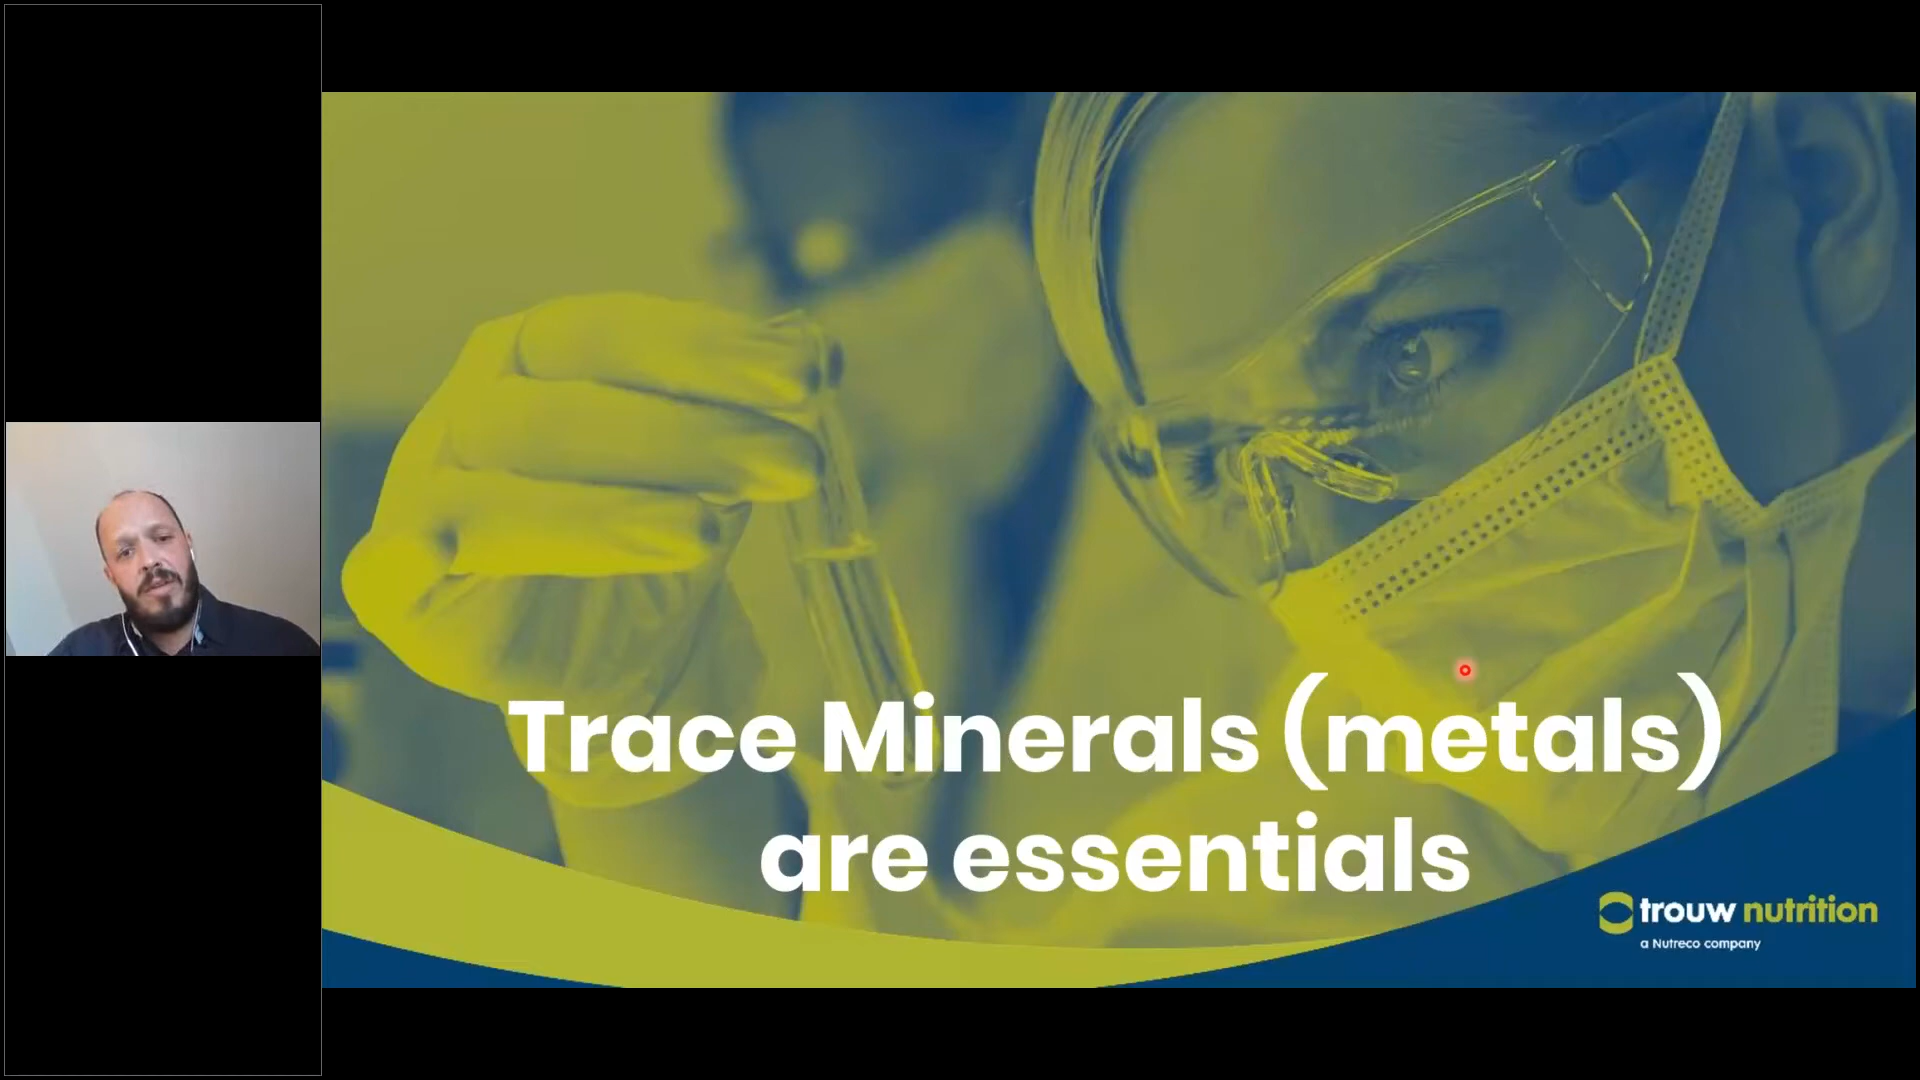 Trace Minerals (metals)
are essentials
trouw nutrition
a Nutreco company